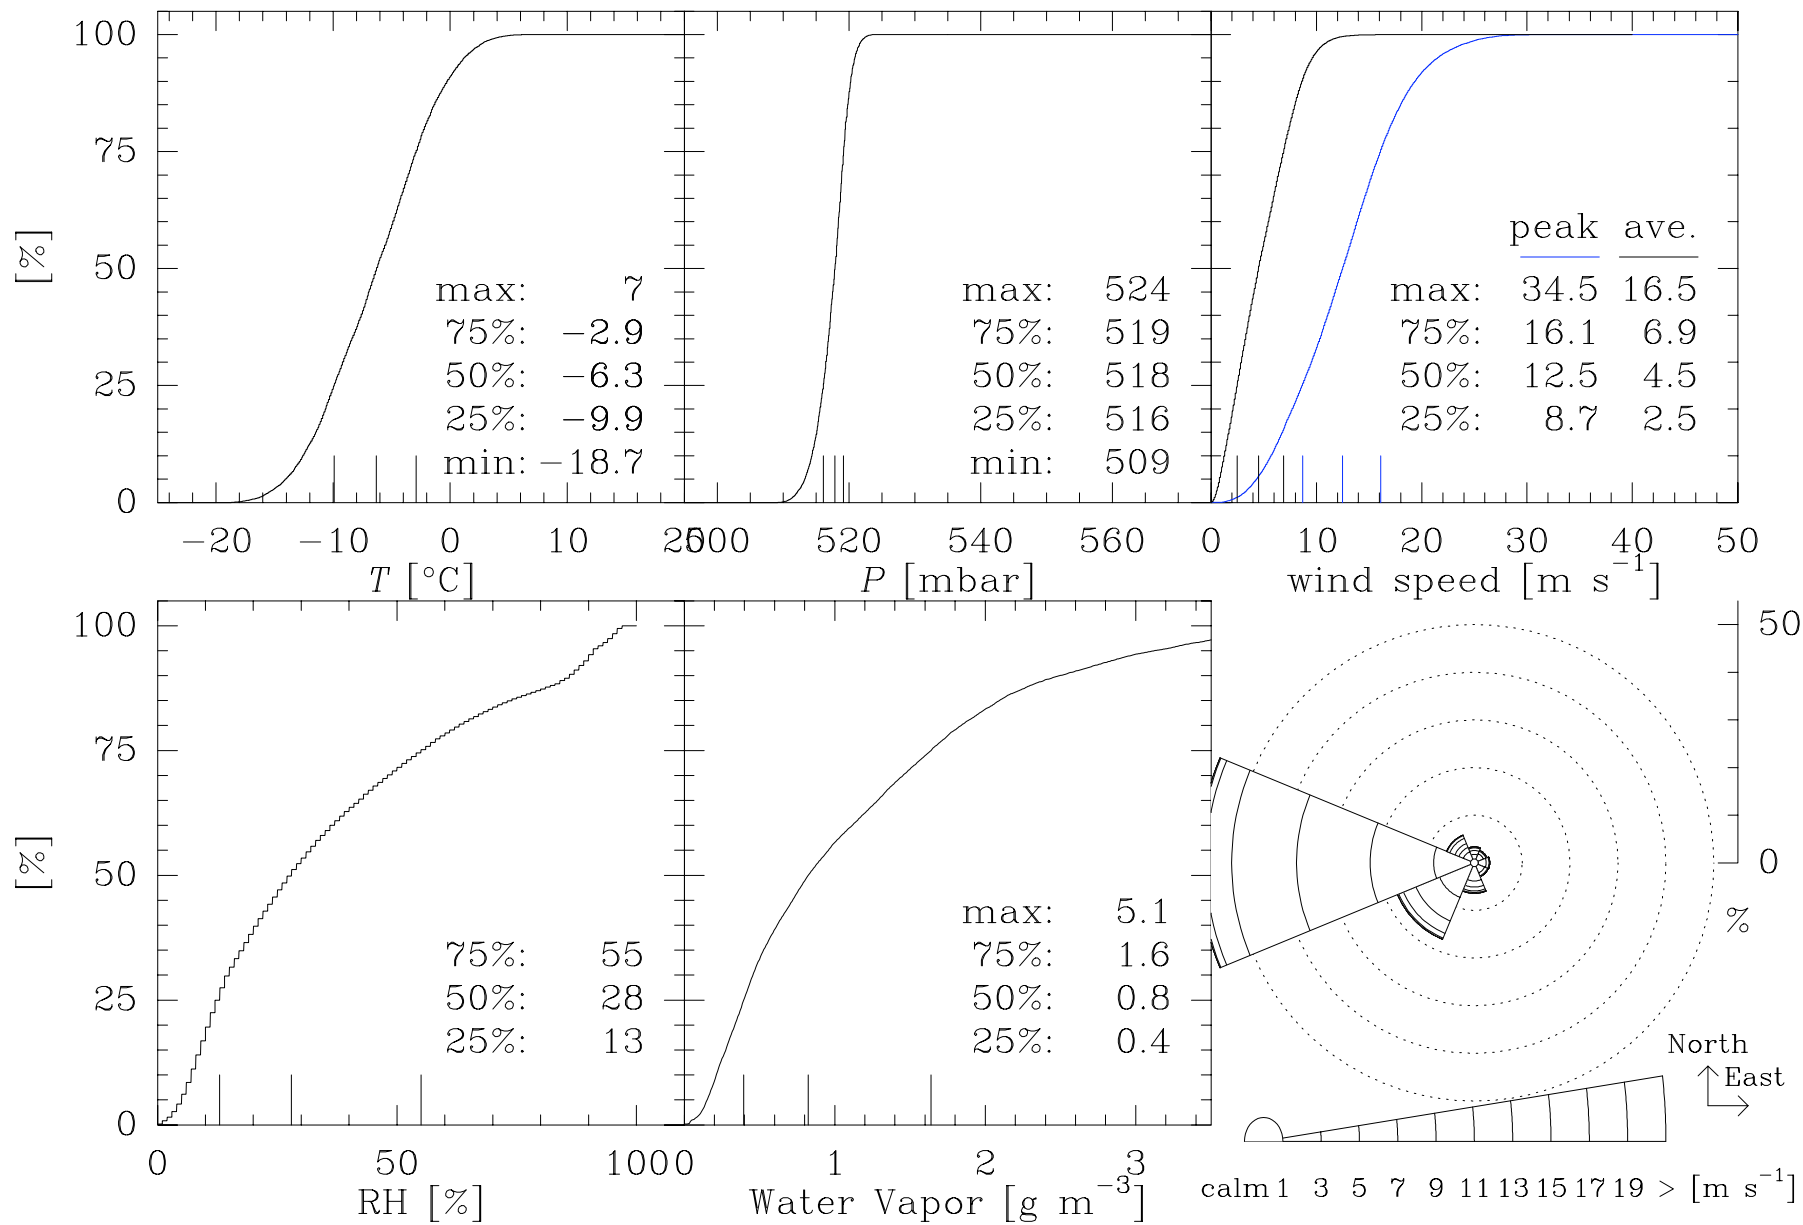 100
75
50
25
0
[%]
max: 7
75%: −2.9
50%: −6.3
25%: −9.9
min: −18.7
−20 −10 0 10 20
T [°C]
max: 524
75%: 519
50%: 518
25%: 516
min: 509
500 520 540 560
P [mbar]
peak ave.
max: 34.5 16.5
75%: 16.1 6.9
50%: 12.5 4.5
25%: 8.7 2.5
0 10 20 30 40 50
wind speed [m s⁻¹]
100
75
50
25
0
[%]
75%: 55
50%: 28
25%: 13
0 50 100
RH [%]
max: 5.1
75%: 1.6
50%: 0.8
25%: 0.4
0 1 2 3
Water Vapor [g m⁻³]
50
0
%
North
East
calm 1 3 5 7 9 11 13 15 17 19 > [m s⁻¹]